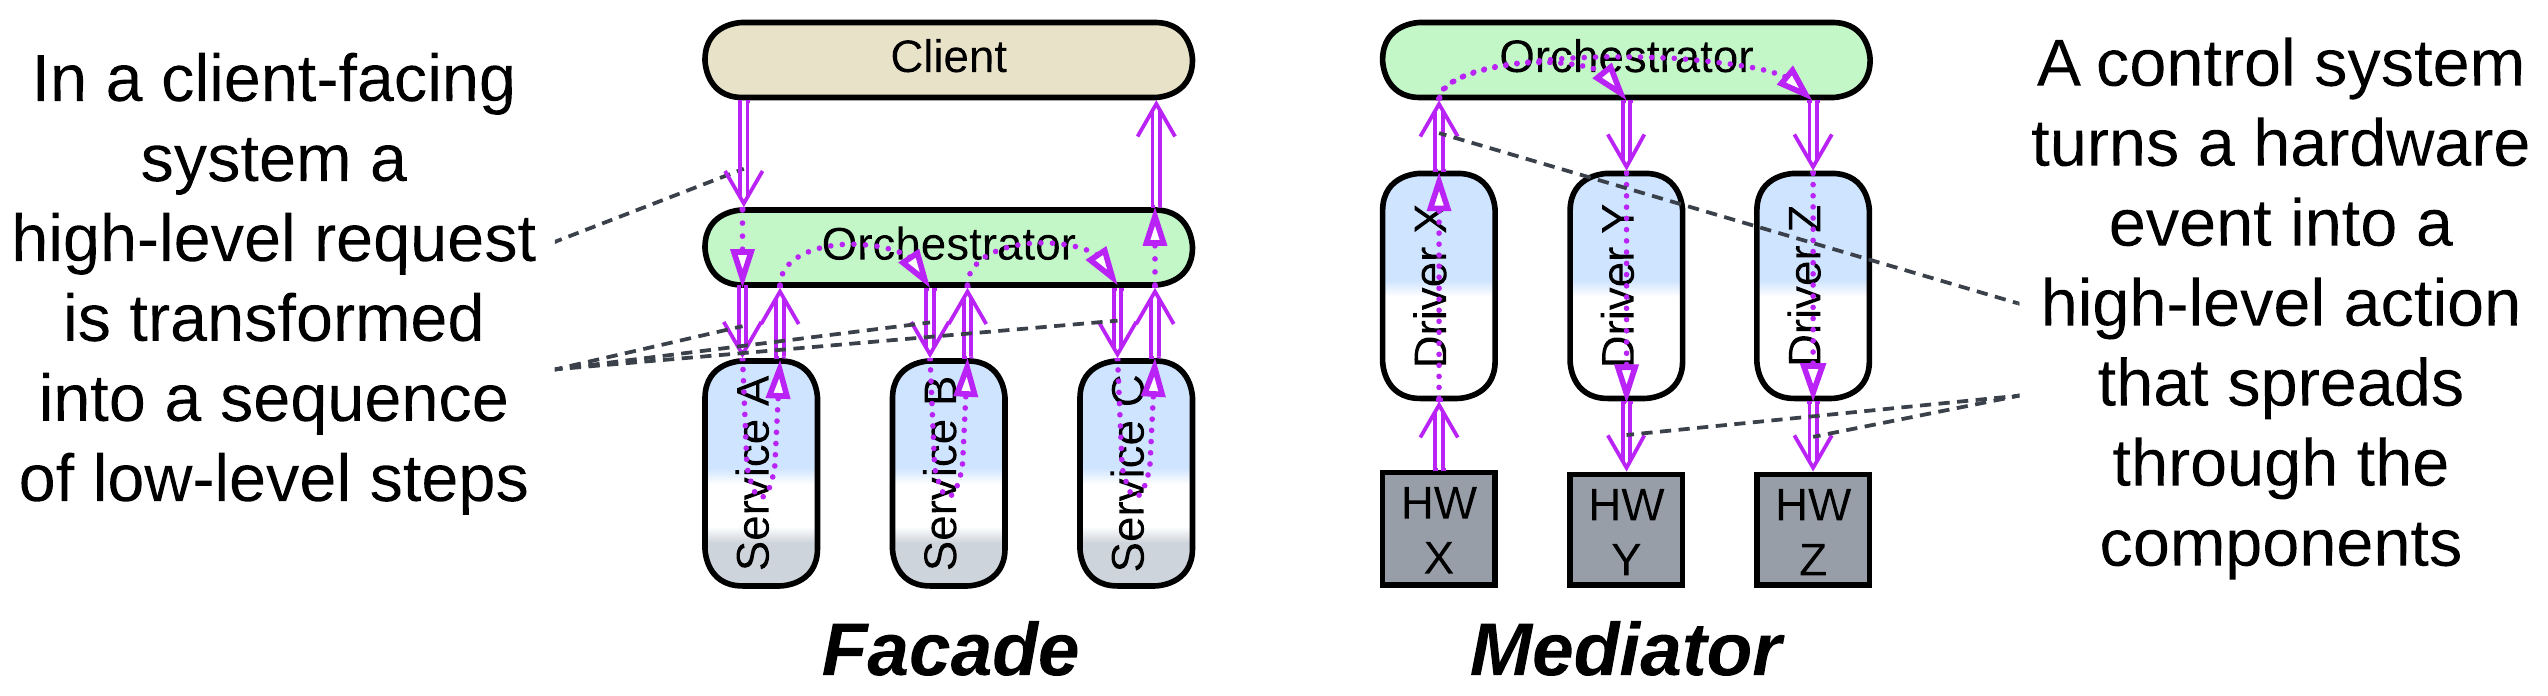 In a client-facing
system a
high-level request
is transformed
into a sequence
of low-level steps
Client
Orchestrator
Service A
Service B
Service C
Facade
Orchestrator
Driver X
Driver Y
Driver Z
HW
X
HW
Y
HW
Z
Mediator
A control system
turns a hardware
event into a
high-level action
that spreads
through the
components